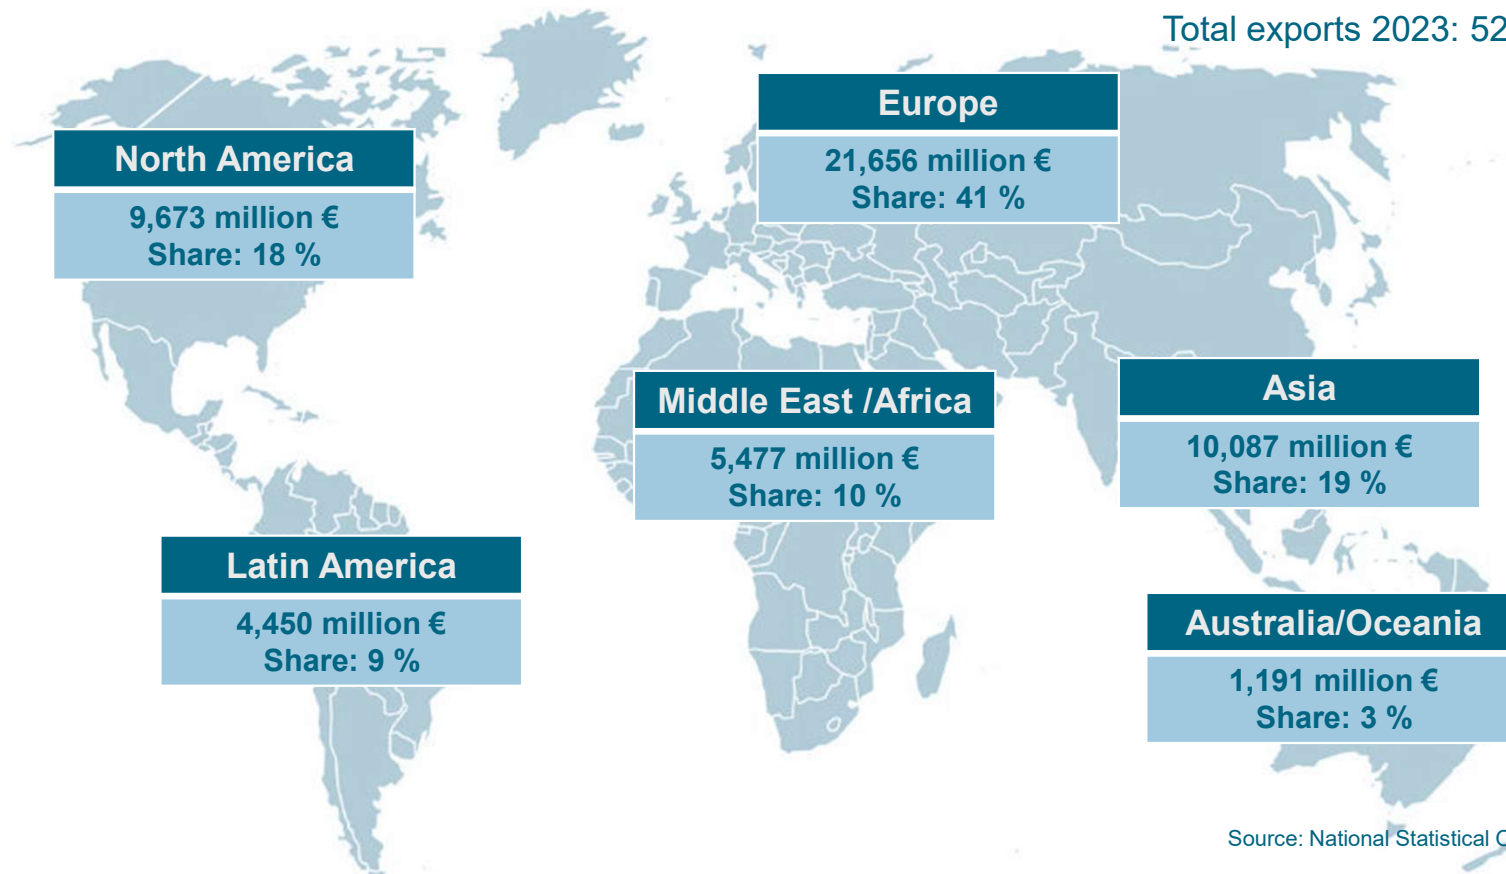 Total exports 2023: 52
Europe
21,656 million €
Share: 41 %
North America
9,673 million €
Share: 18 %
Middle East /Africa
5,477 million €
Share: 10 %
Asia
10,087 million €
Share: 19 %
Latin America
4,450 million €
Share: 9 %
Australia/Oceania
1,191 million €
Share: 3 %
Source: National Statistical